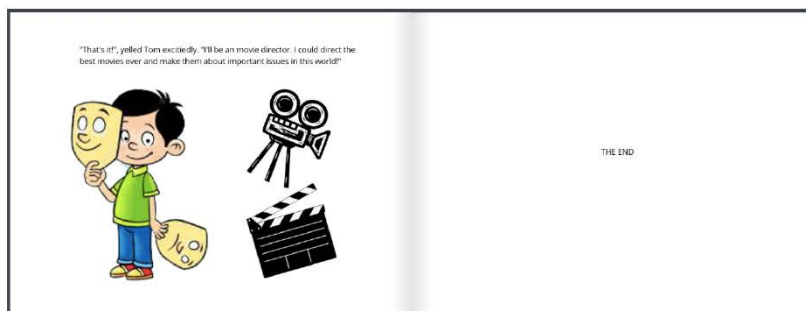 "That's it!", yelled Tom excitiedly. "I'll be an movie director. I could direct the
best movies ever and make them about important issues in this world!"
THE END